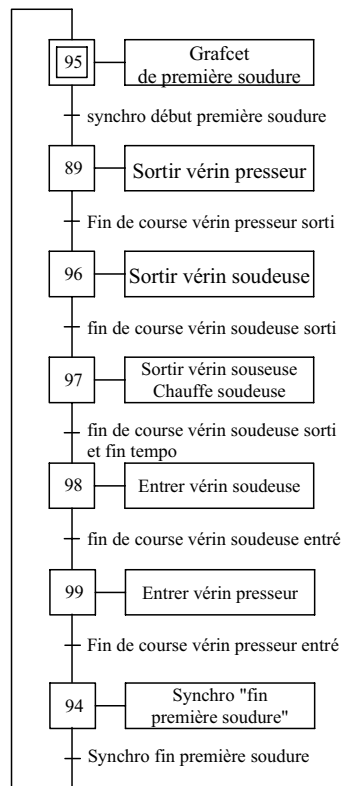 95
Grafcet
de première soudure
synchro début première soudure
89
Sortir vérin presseur
Fin de course vérin presseur sorti
96
Sortir vérin soudeuse
fin de course vérin soudeuse sorti
97
Sortir vérin souseuse
Chauffe soudeuse
fin de course vérin soudeuse sorti
et fin tempo
98
Entrer vérin soudeuse
fin de course vérin soudeuse entré
99
Entrer vérin presseur
Fin de course vérin presseur entré
94
Synchro "fin
première soudure"
Synchro fin première soudure